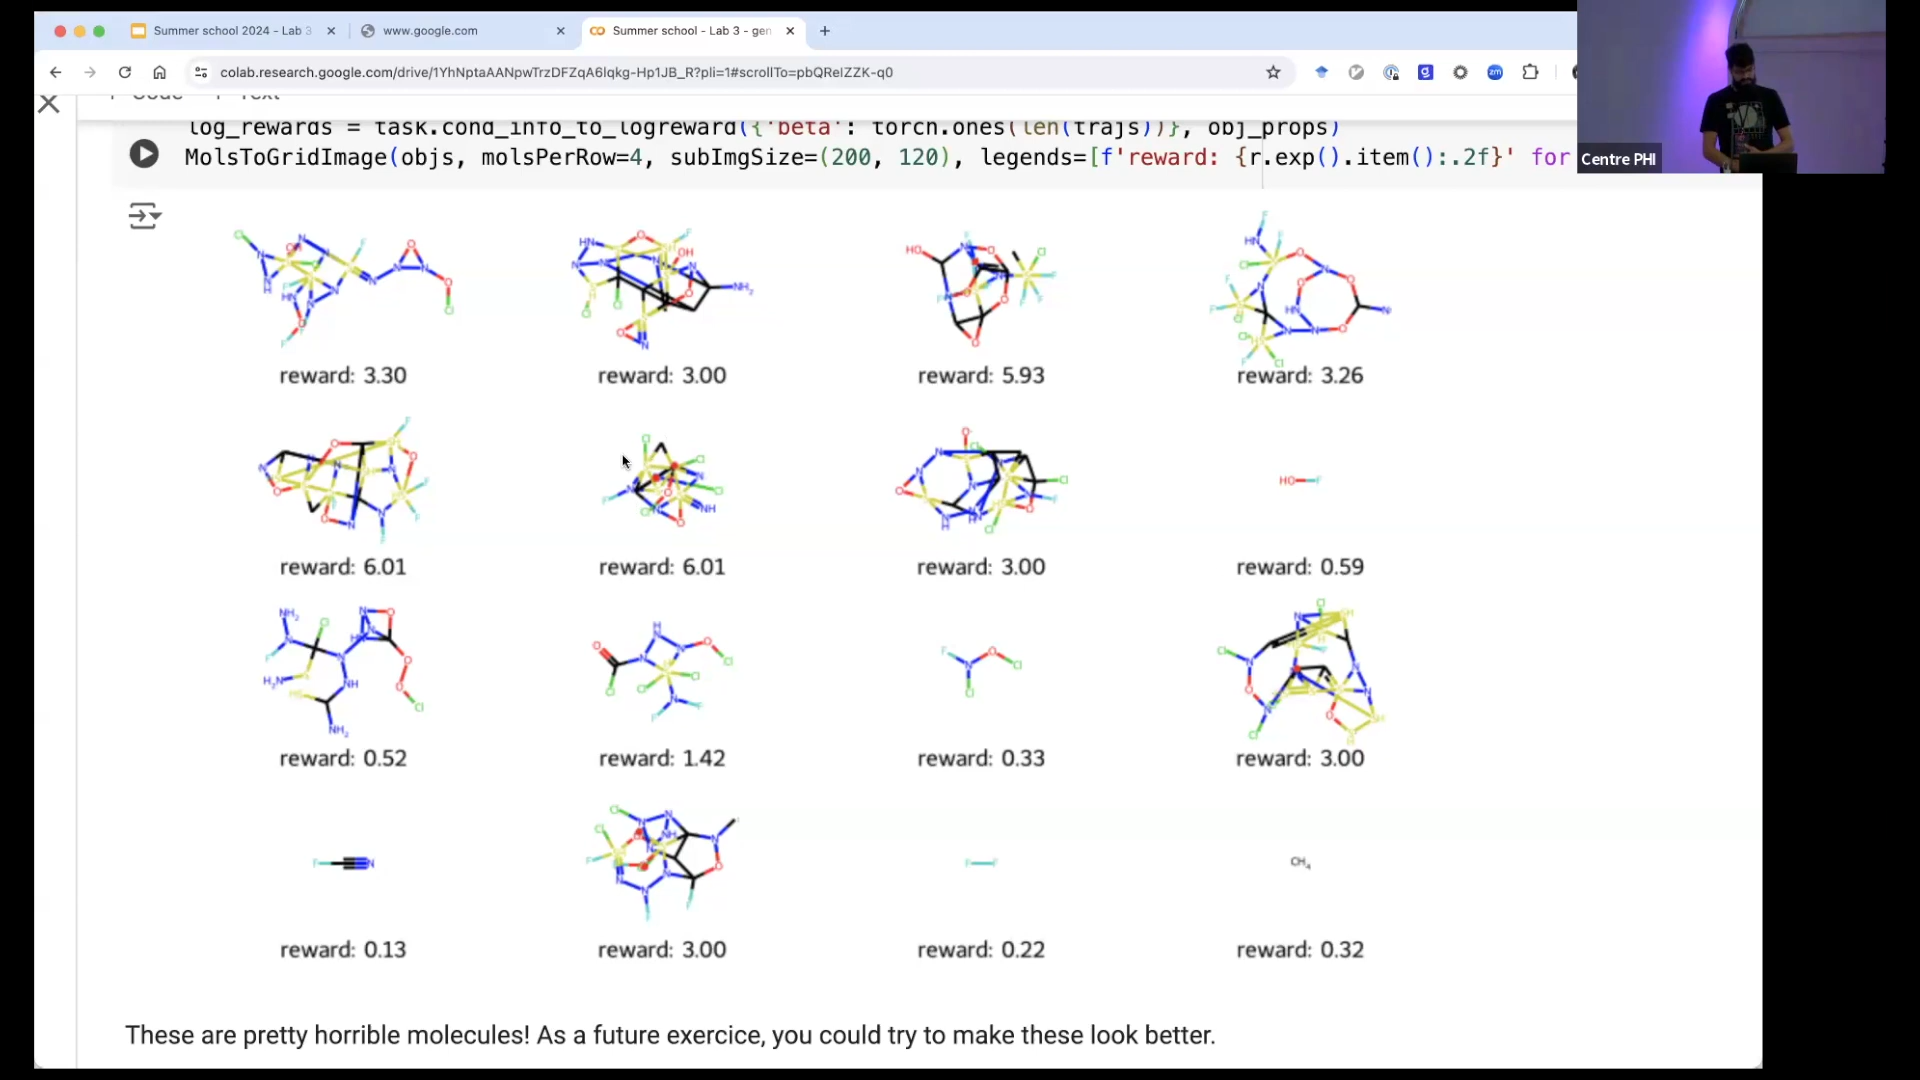 Summer school 2024 - Lab 3
www.google.com
Summer school - Lab 3 - gen
colab.research.google.com/drive/1YhNptaAANpwTrzDFZqA6lqkg-Hp1JB_R?pli=1#scrollTo=pbQRelZZK-q0
+ Code + Text
log_rewards = task.cond_info_to_logreward({'beta': torch.ones(len(trajs))}, obj_props)
MolsToGridImage(objs, molsPerRow=4, subImgSize=(200, 120), legends=[f'reward: {r.exp().item():.2f}' for
Centre PHI
reward: 3.30
reward: 3.00
reward: 5.93
reward: 3.26
HO F
reward: 6.01
reward: 6.01
reward: 3.00
reward: 0.59
reward: 0.52
reward: 1.42
reward: 0.33
reward: 3.00
F N
F F
CH4
reward: 0.13
reward: 3.00
reward: 0.22
reward: 0.32
These are pretty horrible molecules! As a future exercice, you could try to make these look better.